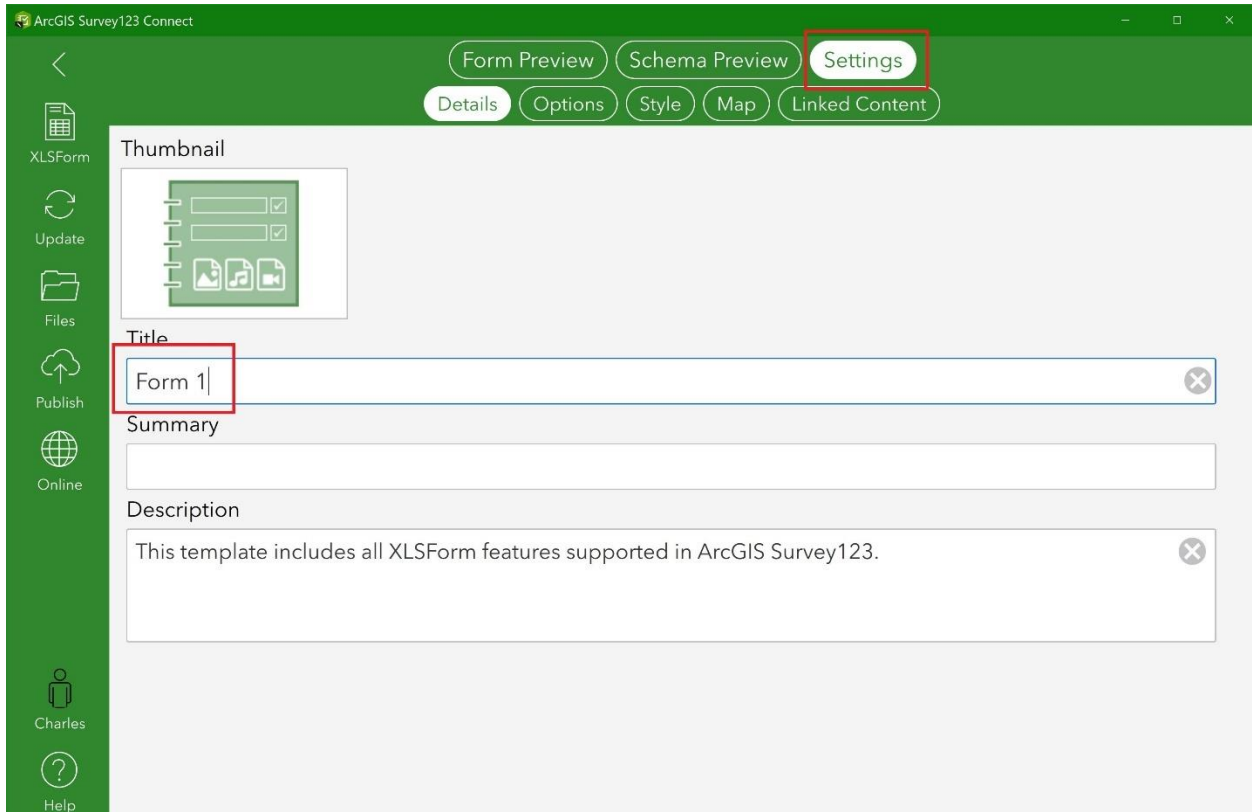 ArcGIS Survey123 Connect
Form Preview Schema Preview Settings
Details Options Style Map Linked Content
XLSForm
Update
Files
Publish
Online
Charles
Help
Thumbnail
Title
Form 1
Summary
Description
This template includes all XLSForm features supported in ArcGIS Survey123.